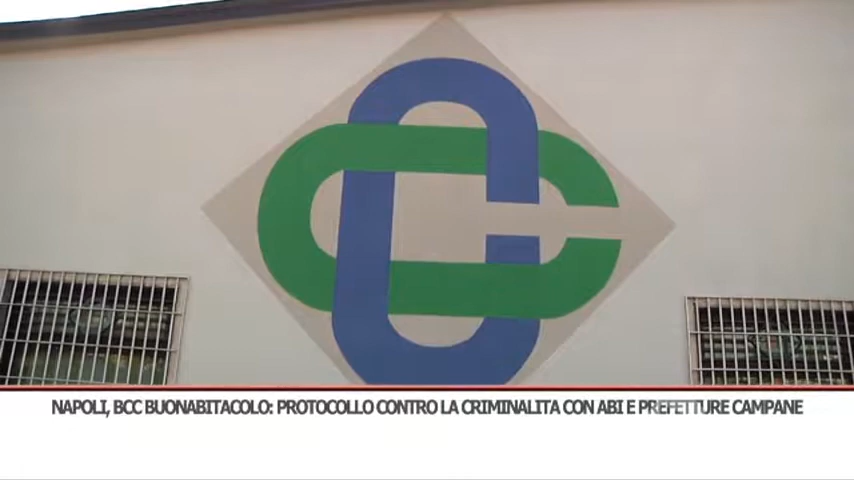 NAPOLI, BCC BUONABITACOLO: PROTOCOLLO CONTRO LA CRIMINALITA CON ABI E PREFETTURE CAMPANE